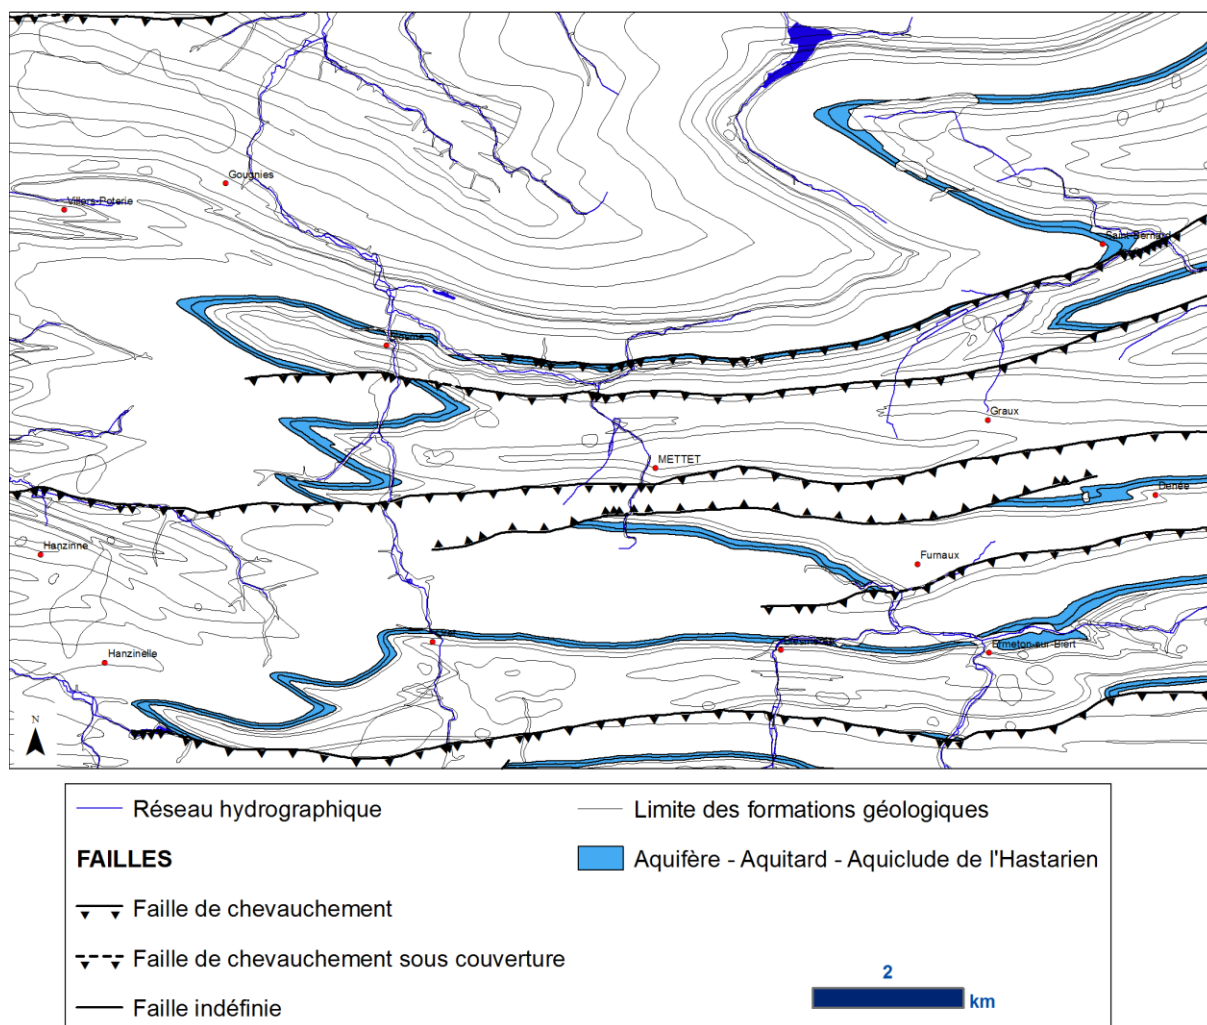 Gougnies
Villers-Poterie
Saint-Bernard
Graux
METTET
Denée
Hanzinne
Furnaux
Hanzinelle
Ermeton-sur-Biert
N
Réseau hydrographique
Limite des formations géologiques
FAILLES
Aquifère - Aquitard - Aquiclude de l'Hastarien
Faille de chevauchement
Faille de chevauchement sous couverture
2
km
Faille indéfinie